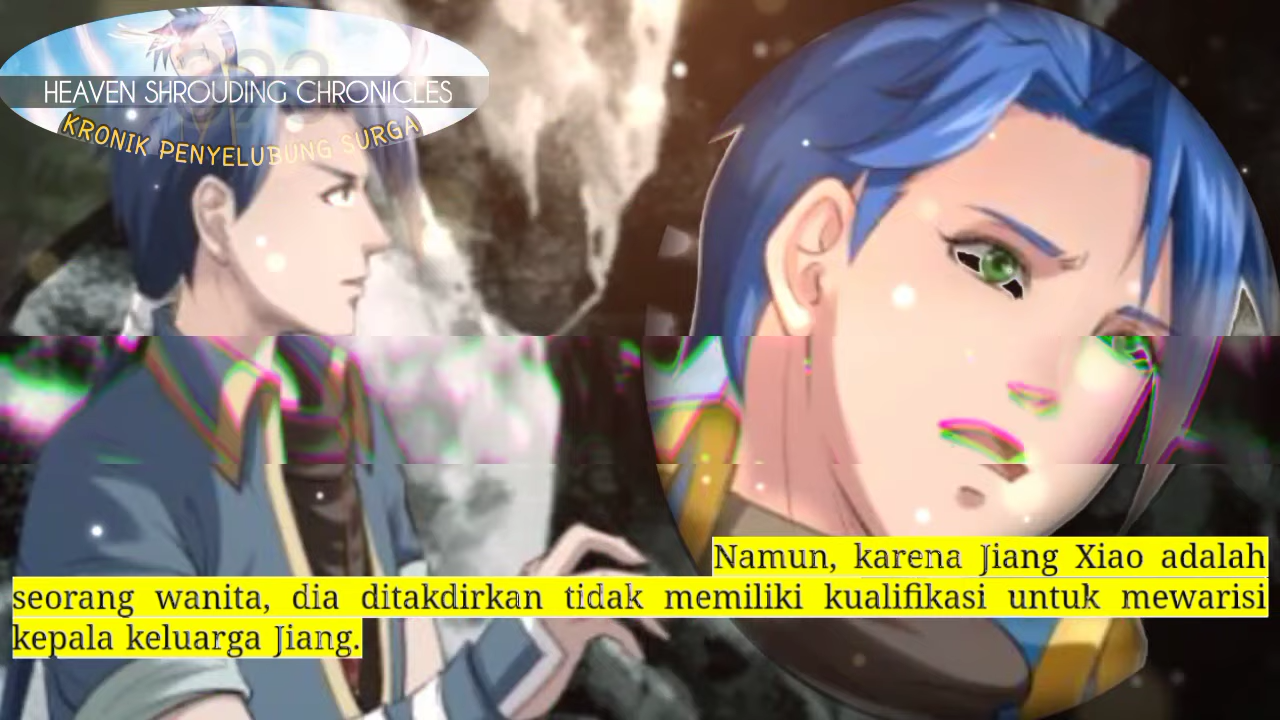 HEAVEN SHROUDING CHRONICLES
KRONIK PENYELUBUNG SURGA
Namun, karena Jiang Xiao adalah
seorang wanita, dia ditakdirkan tidak memiliki kualifikasi untuk mewarisi
kepala keluarga Jiang.